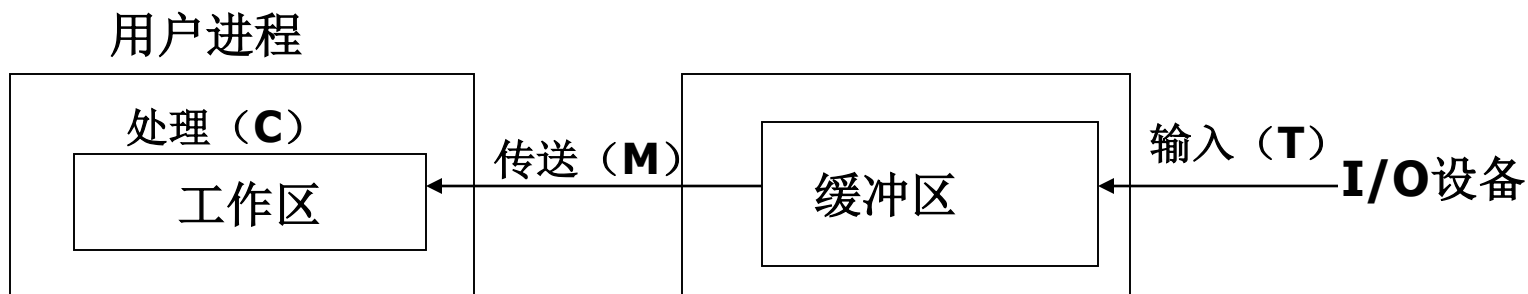 用户进程
处理（C）
工作区
传送（M）
缓冲区
输入（T）
I/O设备